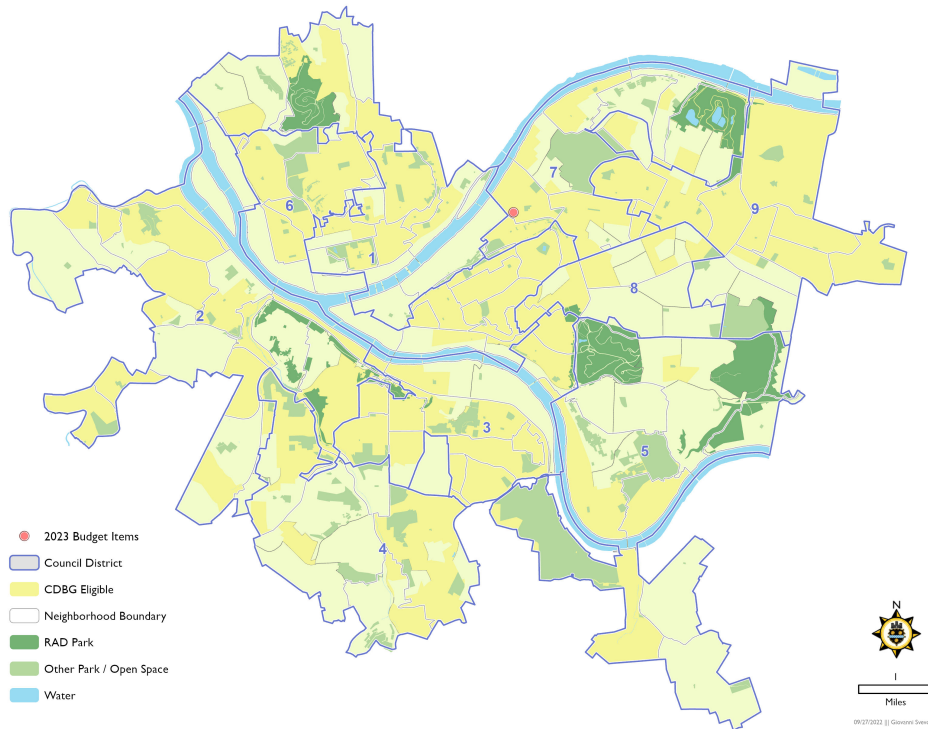 7
9
6
1
8
2
3
5
4
2023 Budget Items
Council District
CDBG Eligible
Neighborhood Boundary
RAD Park
Other Park / Open Space
Water
N
1
Miles
09/27/2022 || Giovanni